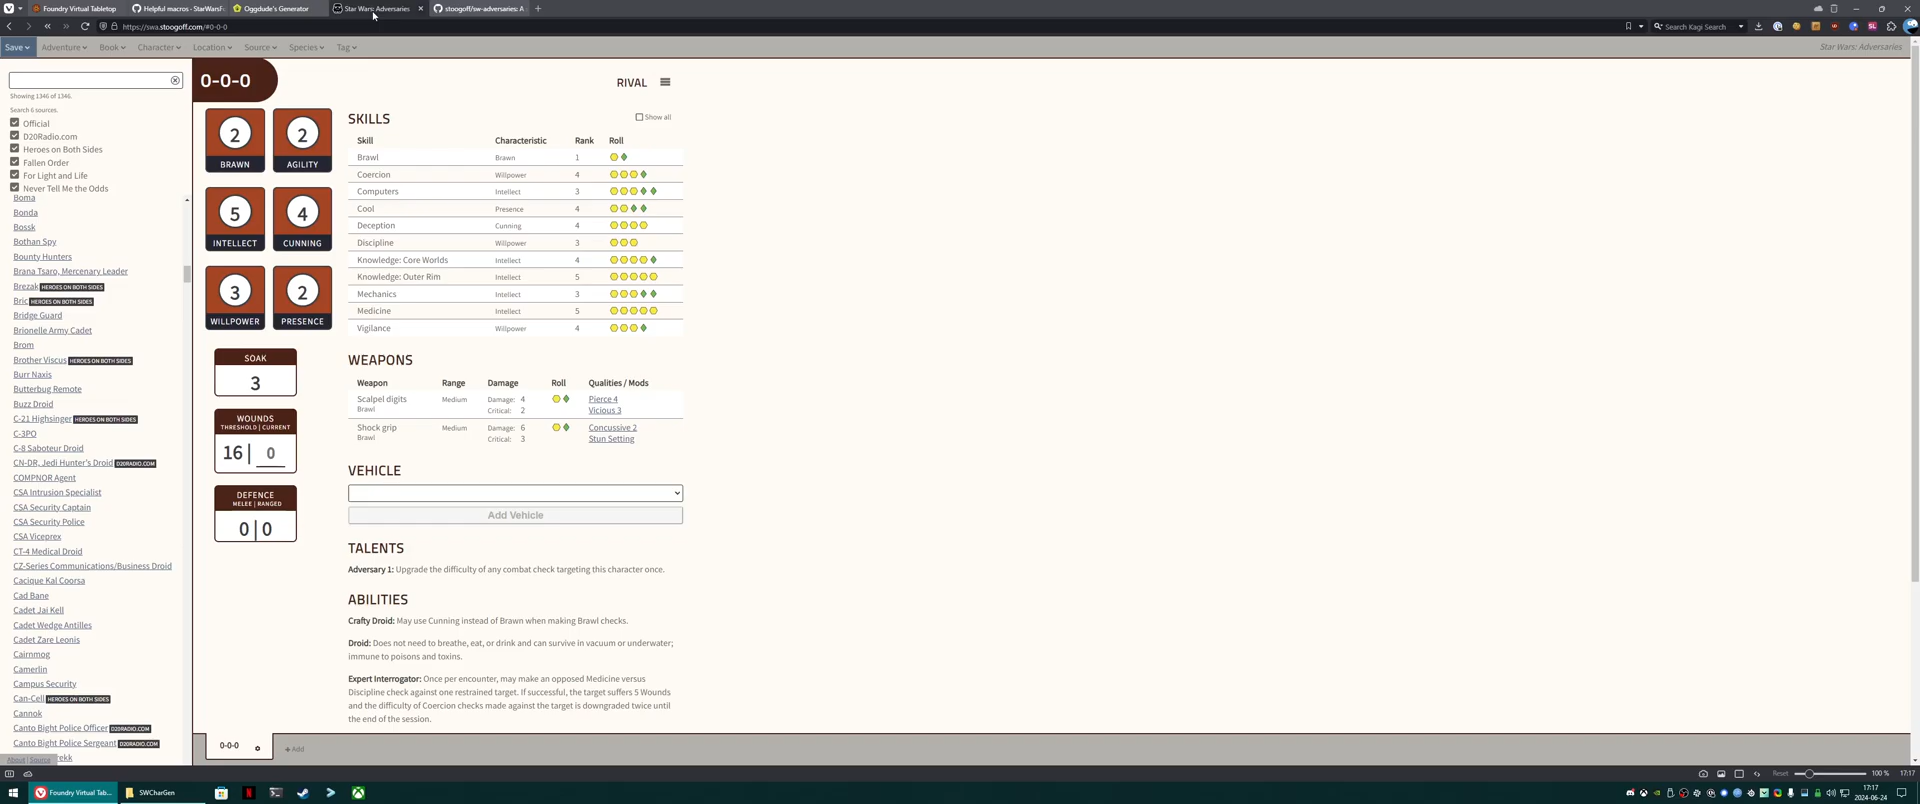 Foundry Virtual Tabletop
Helpful macros - StarWarsF
Oggdude's Generator
Star Wars: Adversaries
stoogoff/sw-adversaries: A
https://swa.stoogoff.com/#0-0-0
Search Kagi Search
Save
Adventure
Book
Character
Location
Source
Species
Tag
Star Wars: Adversaries
Showing 1346 of 1346.
Search 6 sources.
Official
D20Radio.com
Heroes on Both Sides
Fallen Order
For Light and Life
Never Tell Me the Odds
Boma
Bonda
Bossk
Bothan Spy
Bounty Hunters
Brana Tsaro, Mercenary Leader
Brezak HEROES ON BOTH SIDES
Bric HEROES ON BOTH SIDES
Bridge Guard
Brionelle Army Cadet
Brom
Brother Viscus HEROES ON BOTH SIDES
Burr Naxis
Butterbug Remote
Buzz Droid
C-21 Highsinger HEROES ON BOTH SIDES
C-3PO
C-8 Saboteur Droid
CN-DR, Jedi Hunter's Droid D20RADIO.COM
COMPNOR Agent
CSA Intrusion Specialist
CSA Security Captain
CSA Security Police
CSA Viceprex
CT-4 Medical Droid
CZ-Series Communications/Business Droid
Cacique Kal Coorsa
Cad Bane
Cadet Jai Kell
Cadet Wedge Antilles
Cadet Zare Leonis
Cairnmog
Camerlin
Campus Security
Can-Cell HEROES ON BOTH SIDES
Cannok
Canto Bight Police Officer D20RADIO.COM
Canto Bight Police Sergeant D20RADIO.COM
About | Source
0-0-0
RIVAL
2
BRAWN
2
AGILITY
5
INTELLECT
4
CUNNING
3
WILLPOWER
2
PRESENCE
SOAK
3
WOUNDS
THRESHOLD | CURRENT
16 | 0
DEFENCE
MELEE | RANGED
0 | 0
SKILLS
Show all
Skill Characteristic Rank Roll
Brawl Brawn 1
Coercion Willpower 4
Computers Intellect 3
Cool Presence 4
Deception Cunning 4
Discipline Willpower 3
Knowledge: Core Worlds Intellect 4
Knowledge: Outer Rim Intellect 5
Mechanics Intellect 3
Medicine Intellect 5
Vigilance Willpower 4
WEAPONS
Weapon Range Damage Roll Qualities / Mods
Scalpel digits Medium Damage: 4 Pierce 4
Brawl Critical: 2 Vicious 3
Shock grip Medium Damage: 6 Concussive 2
Brawl Critical: 3 Stun Setting
VEHICLE
Add Vehicle
TALENTS
Adversary 1: Upgrade the difficulty of any combat check targeting this character once.
ABILITIES
Crafty Droid: May use Cunning instead of Brawn when making Brawl checks.
Droid: Does not need to breathe, eat, or drink and can survive in vacuum or underwater;
immune to poisons and toxins.
Expert Interrogator: Once per encounter, may make an opposed Medicine versus
Discipline check against one restrained target. If successful, the target suffers 5 Wounds
and the difficulty of Coercion checks made against the target is downgraded twice until
the end of the session.
0-0-0
+ Add
Reset
100 %
17:17
Foundry Virtual Tab...
SWCharGen
17:17
2024-06-24